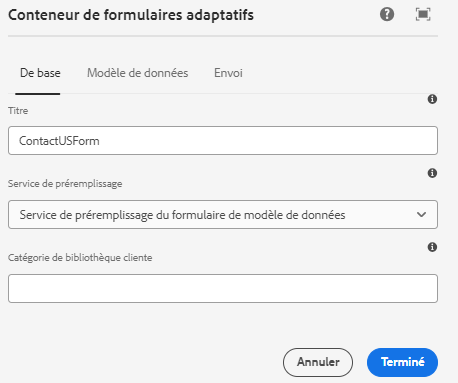 Conteneur de formulaires adaptatifs
De base Modèle de données Envoi
Titre
ContactUSForm
Service de préremplissage
Service de préremplissage du formulaire de modèle de données
Catégorie de bibliothèque cliente
Annuler Terminé